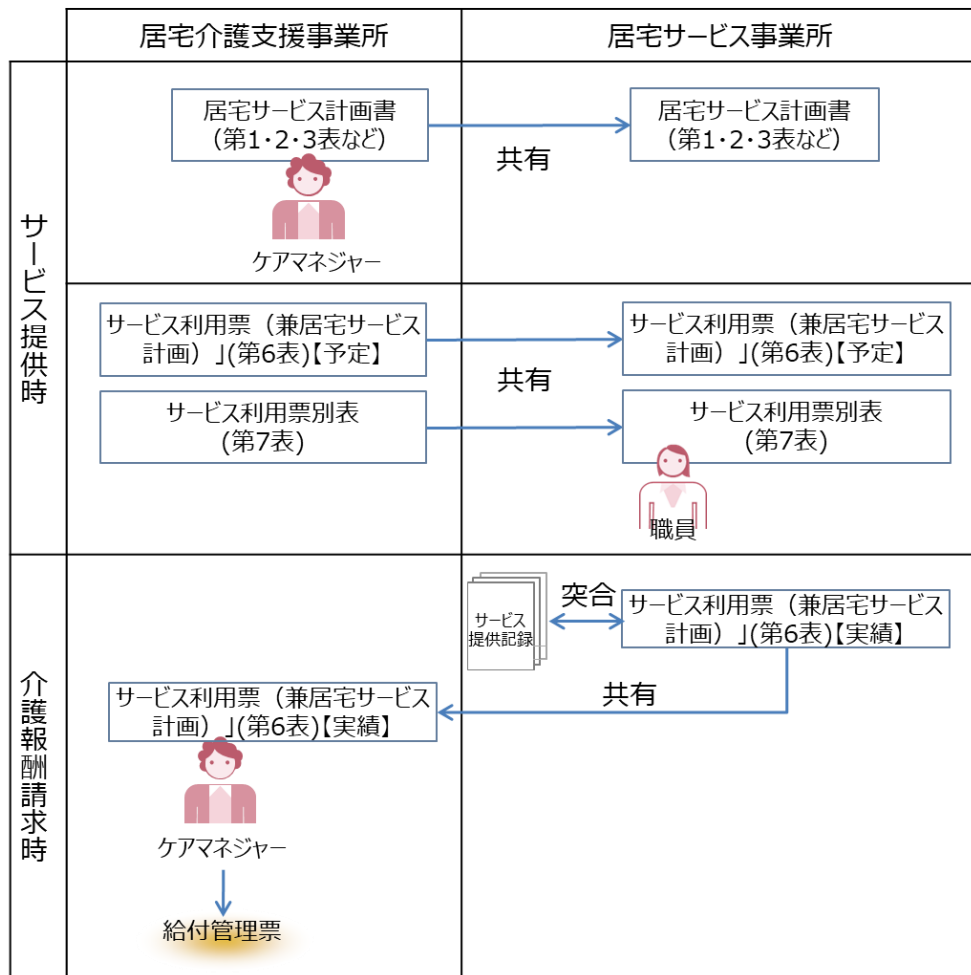 居宅介護支援事業所
居宅サービス事業所
サービス提供時
居宅サービス計画書
（第1・2・3表など）
共有
居宅サービス計画書
（第1・2・3表など）
ケアマネジャー
サービス利用票（兼居宅サービス
計画）」(第6表)【予定】
共有
サービス利用票（兼居宅サービス
計画）」(第6表)【予定】
サービス利用票別表
(第7表)
サービス利用票別表
(第7表)
職員
介護報酬請求時
サービス
提供記録
突合
サービス利用票（兼居宅サービス
計画）」(第6表)【実績】
共有
サービス利用票（兼居宅サービス
計画）」(第6表)【実績】
ケアマネジャー
給付管理票